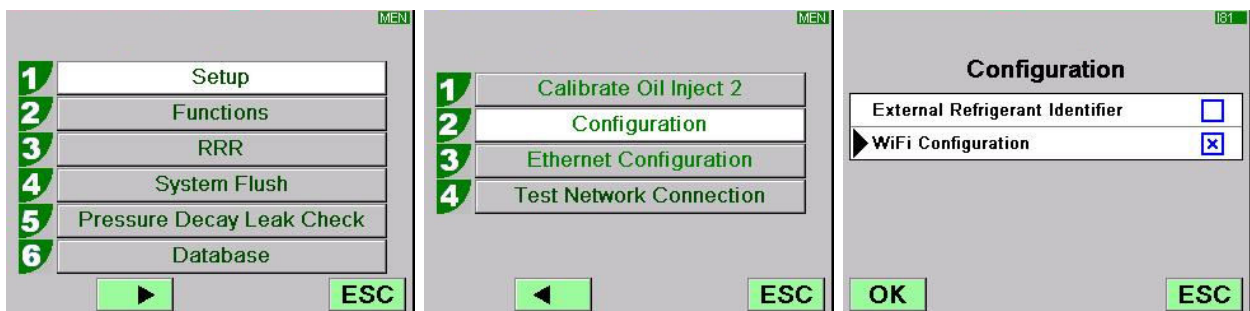 MEN
1 Setup
2 Functions
3 RRR
4 System Flush
5 Pressure Decay Leak Check
6 Database
ESC
MEN
1 Calibrate Oil Inject 2
2 Configuration
3 Ethernet Configuration
4 Test Network Connection
ESC
I81
Configuration
External Refrigerant Identifier
WiFi Configuration
OK ESC